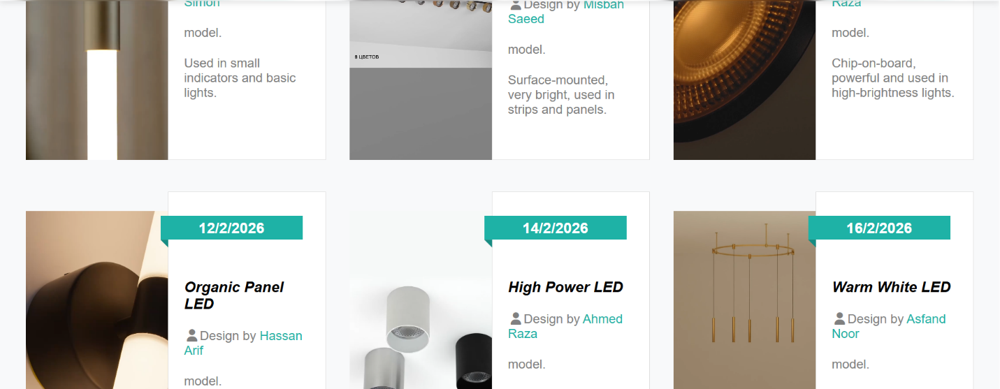 Simon
model.
Used in small
indicators and basic
lights.
Design by Misbah
Saeed
model.
Surface-mounted,
very bright, used in
strips and panels.
8 ЦВЕТОВ
Raza
model.
Chip-on-board,
powerful and used in
high-brightness lights.
12/2/2026
Organic Panel
LED
Design by Hassan
Arif
model.
14/2/2026
High Power LED
Design by Ahmed
Raza
model.
16/2/2026
Warm White LED
Design by Asfand
Noor
model.